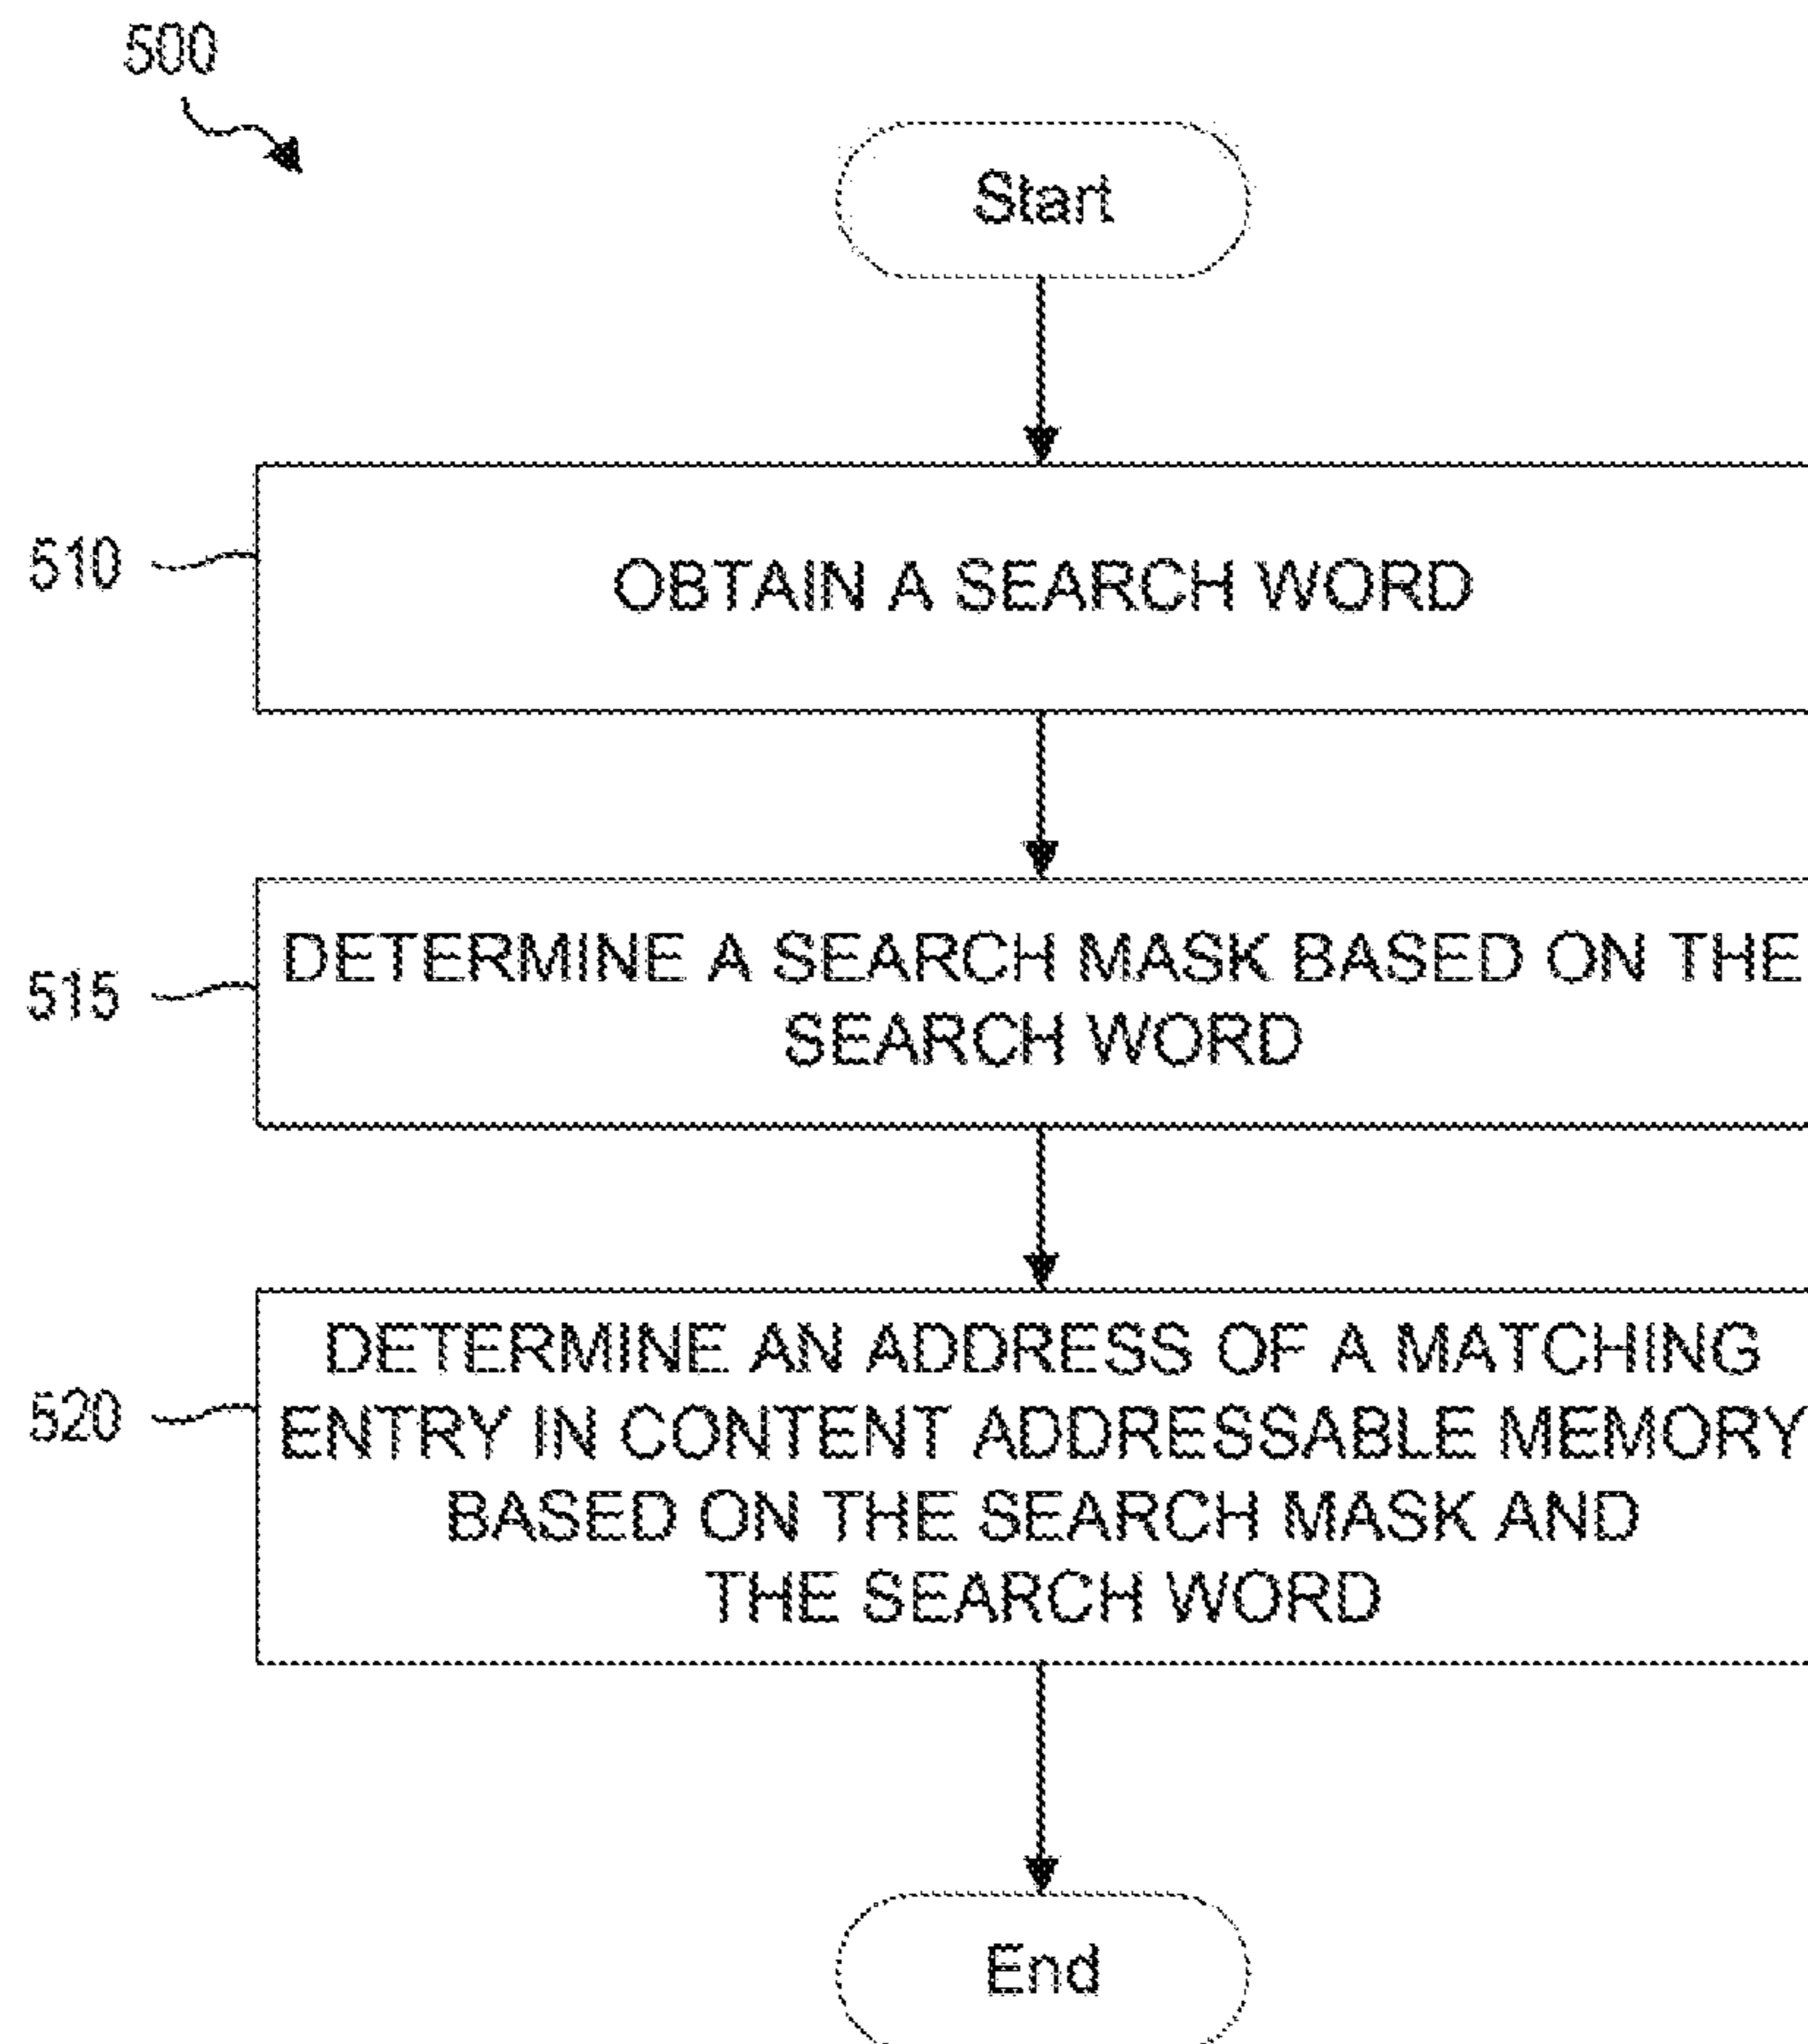 500
Start
510
OBTAIN A SEARCH WORD
515
DETERMINE A SEARCH MASK BASED ON THE
SEARCH WORD
520
DETERMINE AN ADDRESS OF A MATCHING
ENTRY IN CONTENT ADDRESSABLE MEMORY
BASED ON THE SEARCH MASK AND
THE SEARCH WORD
End